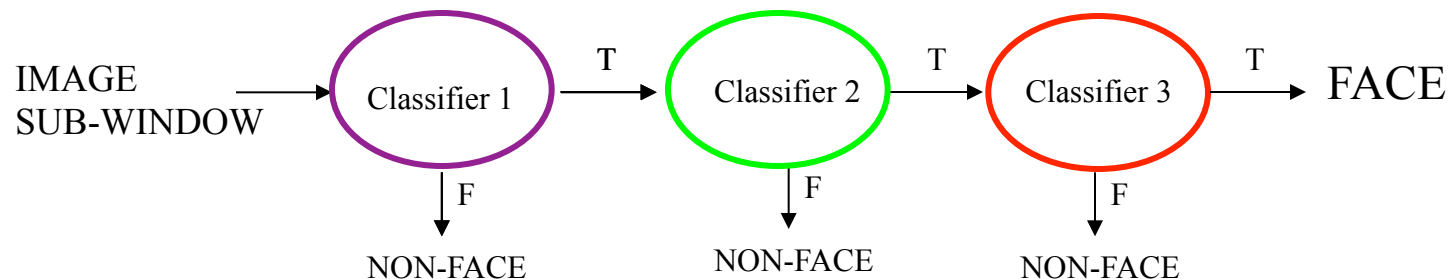 IMAGE
SUB-WINDOW
Classifier 1
T
Classifier 2
T
Classifier 3
T
FACE
F
NON-FACE
F
NON-FACE
F
NON-FACE